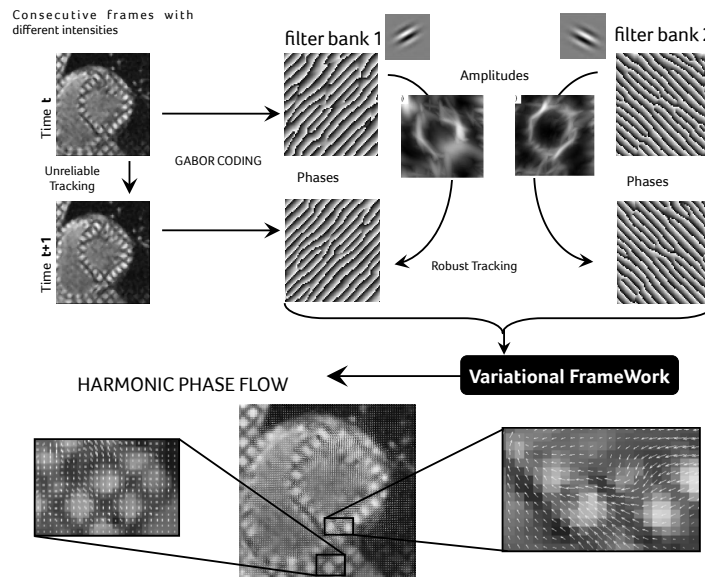 Consecutive frames with
different intensities
filter bank 1
filter bank 2
Amplitudes
Time t
Unreliable
Tracking
GABOR CODING
Phases
Phases
Time t+1
Robust Tracking
Variational FrameWork
HARMONIC PHASE FLOW